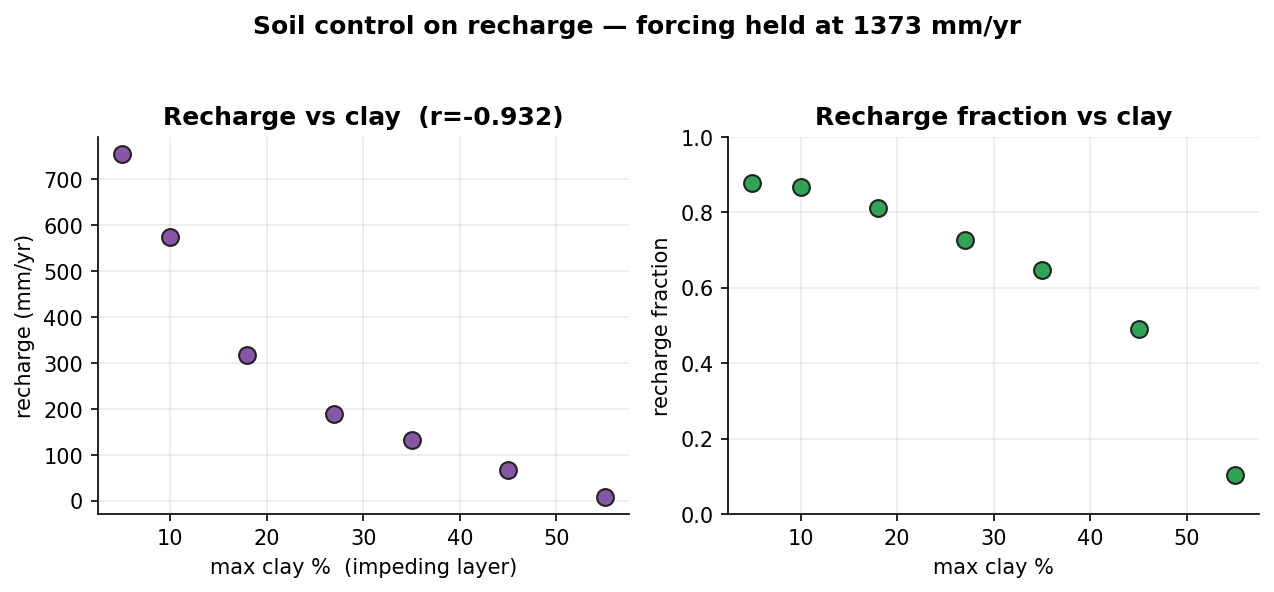 Soil control on recharge — forcing held at 1373 mm/yr
Recharge vs clay  (r=-0.932)
recharge (mm/yr)
700
600
500
400
300
200
100
0
10 20 30 40 50
max clay %  (impeding layer)
Recharge fraction vs clay
recharge fraction
1.0
0.8
0.6
0.4
0.2
0.0
10 20 30 40 50
max clay %